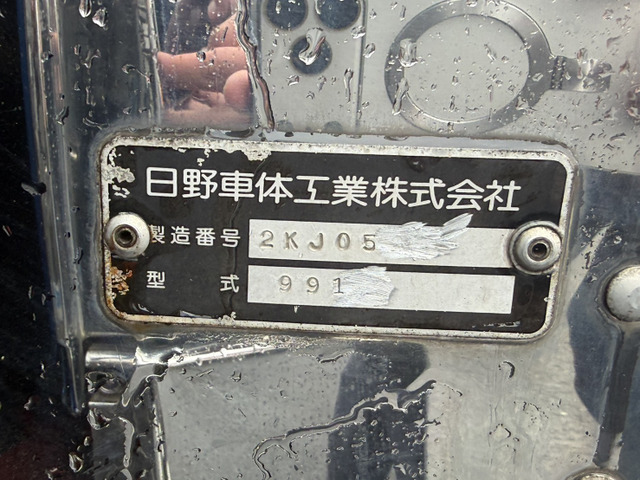 日野車体工業株式会社
製造番号 2KJ05
型式 991